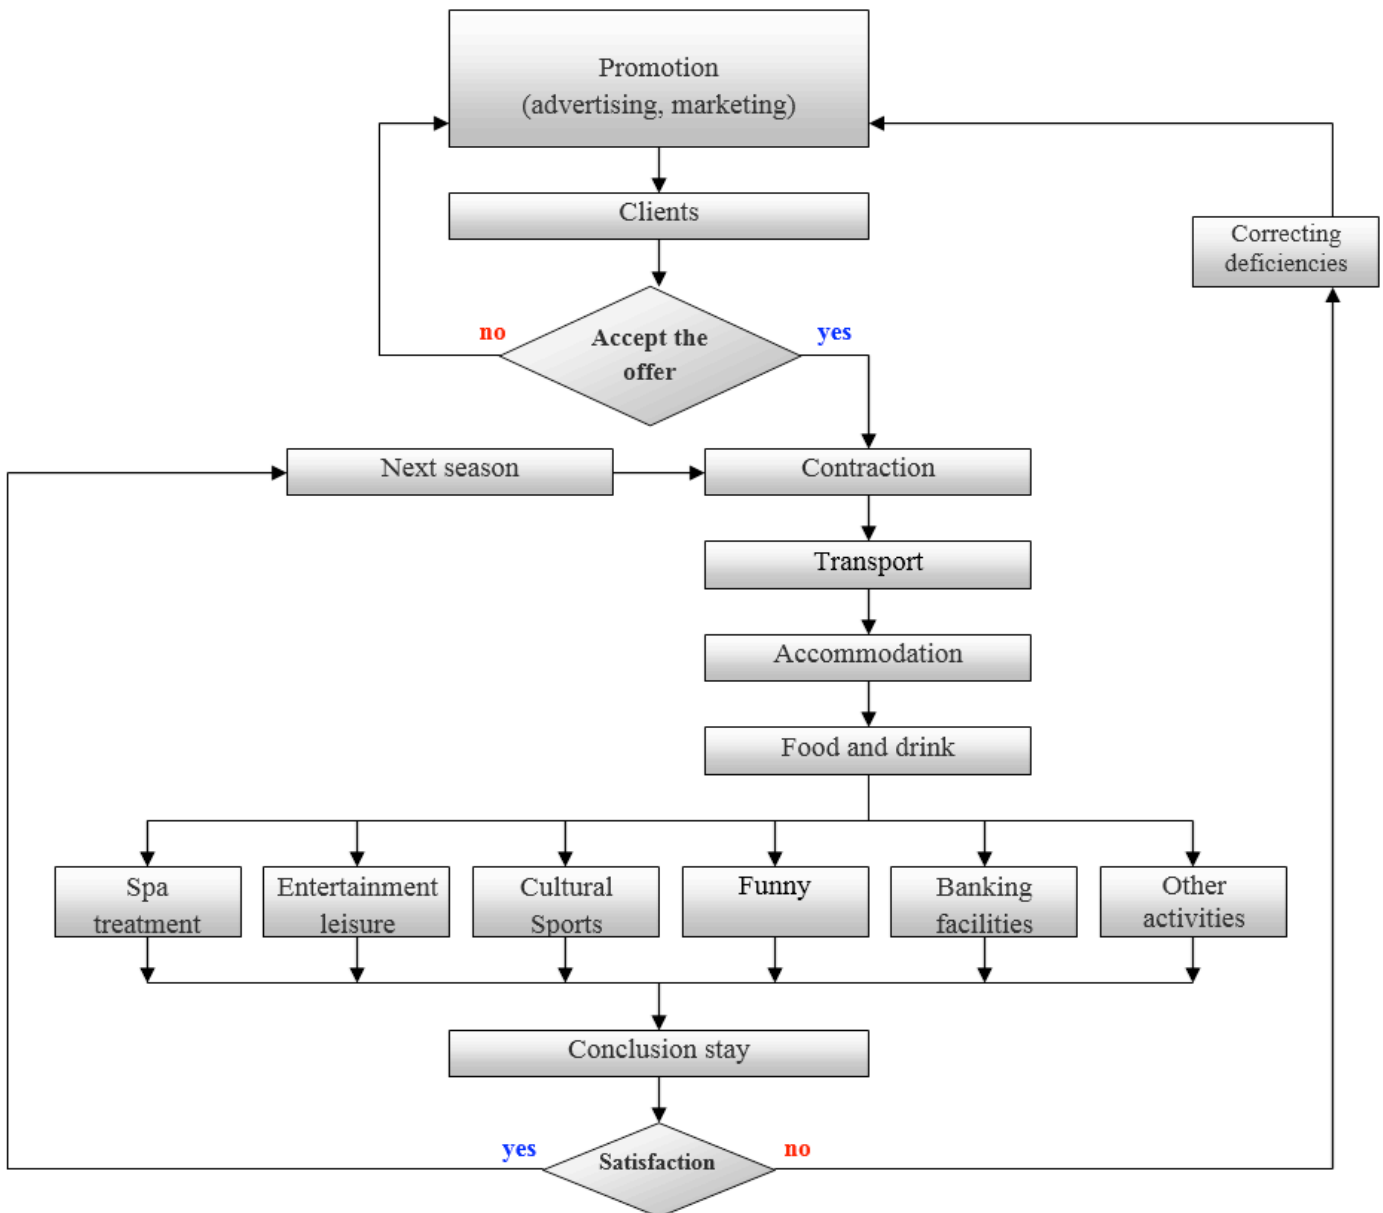 Promotion
(advertising, marketing)
Clients
Correcting
deficiencies
no
Accept the
offer
yes
Next season
Contraction
Transport
Accommodation
Food and drink
Spa
treatment
Entertainment
leisure
Cultural
Sports
Funny
Banking
facilities
Other
activities
Conclusion stay
yes
Satisfaction
no